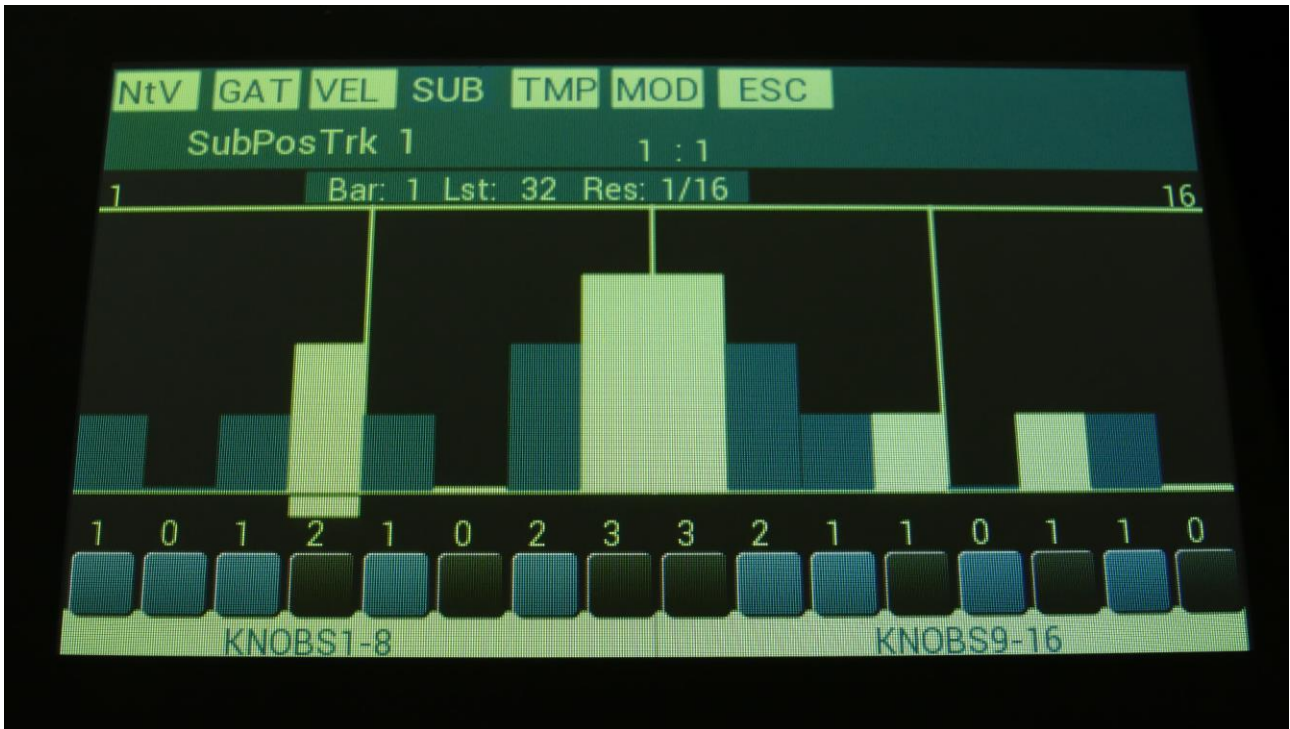 NtV GAT VEL SUB TMP MOD ESC
SubPosTrk 1 1 : 1
1 Bar: 1 Lst: 32 Res: 1/16 16
1 0 1 2 1 0 2 3 3 2 1 1 0 1 1 0
KNOBS1-8 KNOBS9-16